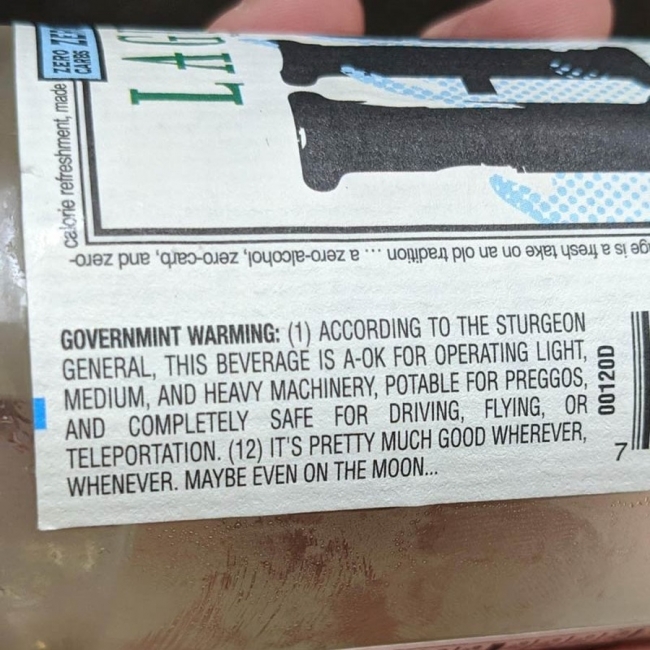 ZERO ZER
CARBS
LAG
calorie refreshment, made
ge is a fresh take on an old tradition ... a zero-alcohol, zero-carb, and zero-
GOVERNMINT WARMING: (1) ACCORDING TO THE STURGEON
GENERAL, THIS BEVERAGE IS A-OK FOR OPERATING LIGHT,
MEDIUM, AND HEAVY MACHINERY, POTABLE FOR PREGGOS,
AND COMPLETELY SAFE FOR DRIVING, FLYING, OR
TELEPORTATION. (12) IT'S PRETTY MUCH GOOD WHEREVER,
WHENEVER. MAYBE EVEN ON THE MOON...
00120D
7